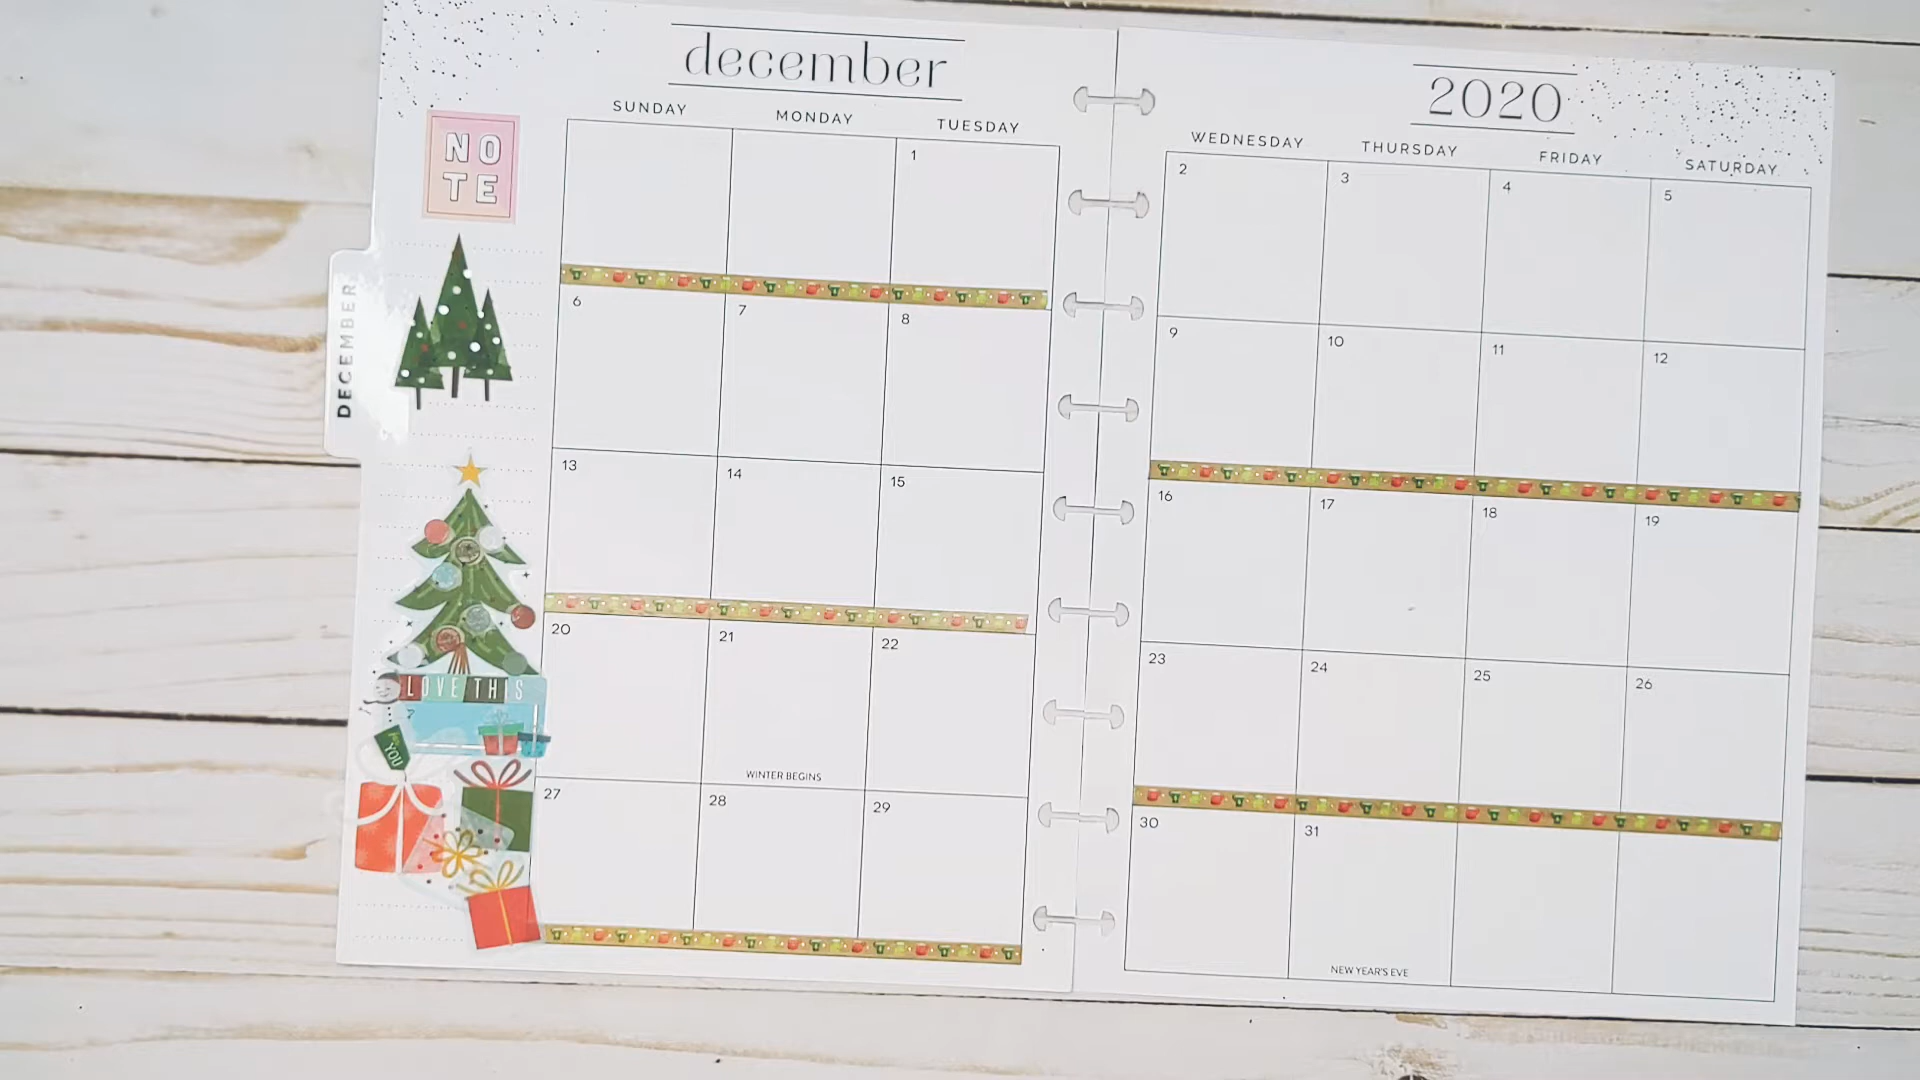 december
2020
SUNDAY MONDAY TUESDAY
WEDNESDAY THURSDAY FRIDAY SATURDAY
NO
TE
DECEMBER
1
2 3 4 5
6 7 8
9 10 11 12
13 14 15
16 17 18 19
20 21 22
WINTER BEGINS
23 24 25 26
27 28 29
30 31
NEW YEAR'S EVE
LOVE THIS
YOU